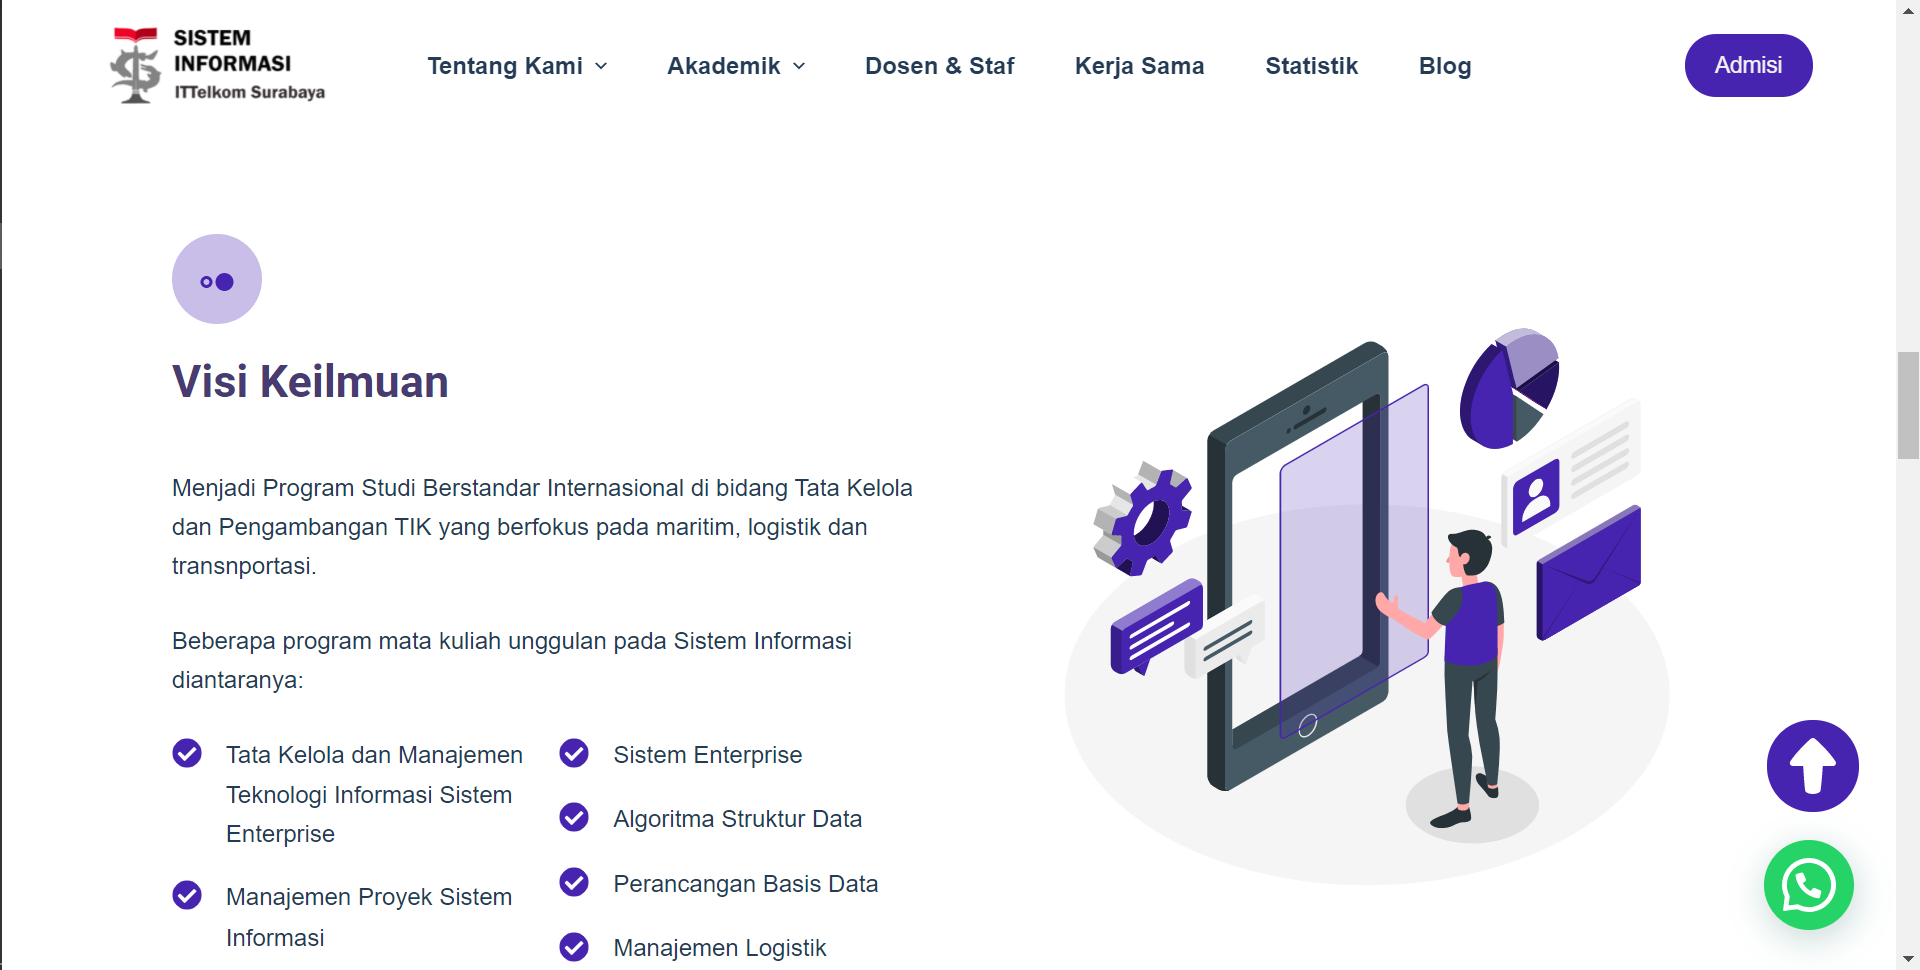 SISTEM
INFORMASI
ITTelkom Surabaya
Tentang Kami
Akademik
Dosen & Staf
Kerja Sama
Statistik
Blog
Admisi
Visi Keilmuan
Menjadi Program Studi Berstandar Internasional di bidang Tata Kelola
dan Pengambangan TIK yang berfokus pada maritim, logistik dan
transnportasi.
Beberapa program mata kuliah unggulan pada Sistem Informasi
diantaranya:
Tata Kelola dan Manajemen
Teknologi Informasi Sistem
Enterprise
Manajemen Proyek Sistem
Informasi
Sistem Enterprise
Algoritma Struktur Data
Perancangan Basis Data
Manajemen Logistik